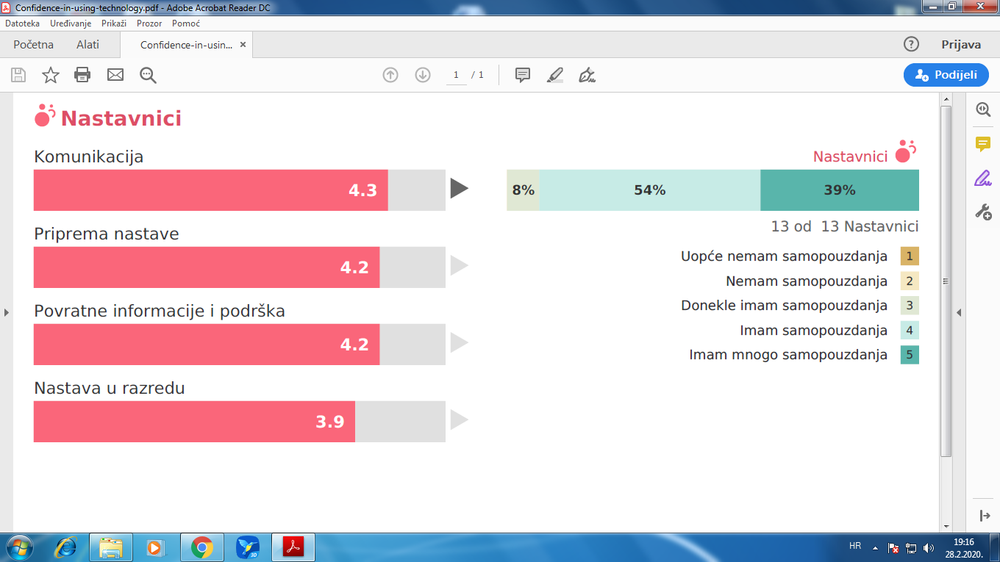 Confidence-in-using-technology.pdf - Adobe Acrobat Reader DC
Datoteka Uređivanje Prikaži Prozor Pomoć
Početna Alati Confidence-in-usin... × ? Prijava
1 / 1 Podijeli
Nastavnici
Komunikacija
4.3
Priprema nastave
4.2
Povratne informacije i podrška
4.2
Nastava u razredu
3.9
Nastavnici
8% 54% 39%
13 od 13 Nastavnici
Uopće nemam samopouzdanja 1
Nemam samopouzdanja 2
Donekle imam samopouzdanja 3
Imam samopouzdanja 4
Imam mnogo samopouzdanja 5
3D
HR
19:16
28.2.2020.